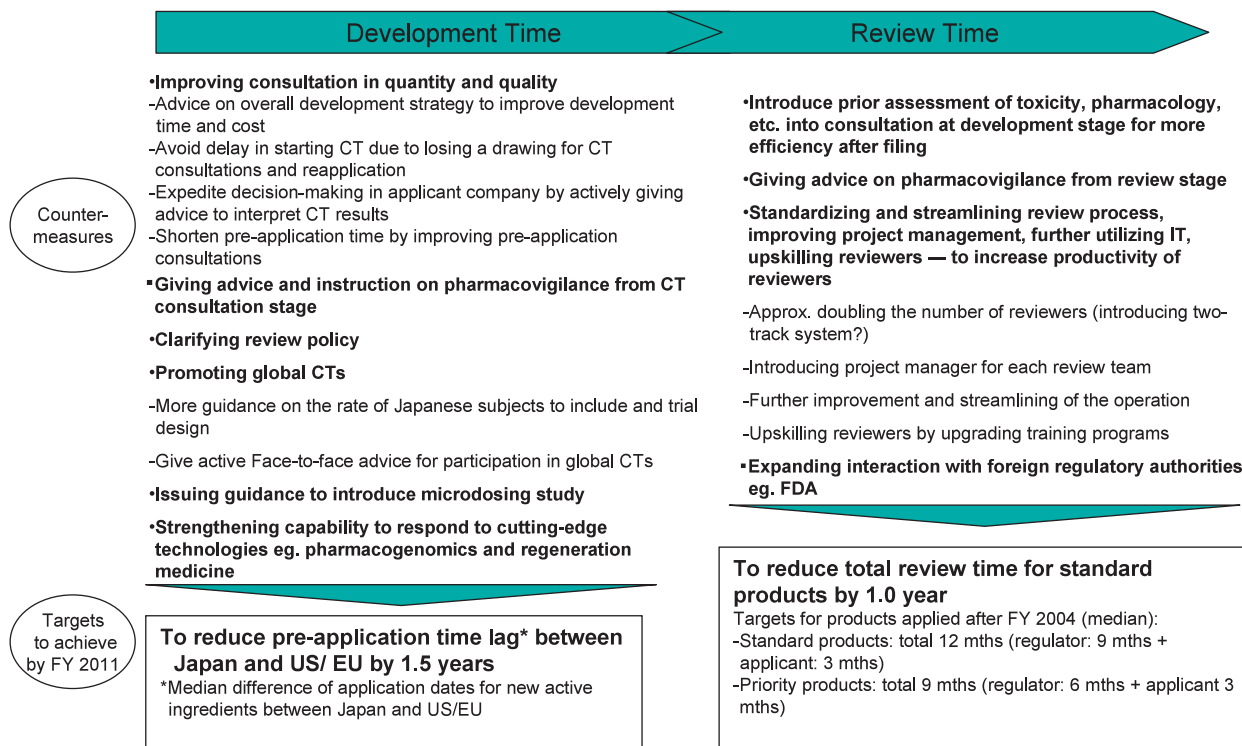 Development Time
Review Time
Counter-
measures
•Improving consultation in quantity and quality
-Advice on overall development strategy to improve development
time and cost
-Avoid delay in starting CT due to losing a drawing for CT
consultations and reapplication
-Expedite decision-making in applicant company by actively giving
advice to interpret CT results
-Shorten pre-application time by improving pre-application
consultations
▪Giving advice and instruction on pharmacovigilance from CT
consultation stage
•Clarifying review policy
•Promoting global CTs
-More guidance on the rate of Japanese subjects to include and trial
design
-Give active Face-to-face advice for participation in global CTs
•Issuing guidance to introduce microdosing study
•Strengthening capability to respond to cutting-edge
technologies eg. pharmacogenomics and regeneration
medicine
•Introduce prior assessment of toxicity, pharmacology,
etc. into consultation at development stage for more
efficiency after filing
•Giving advice on pharmacovigilance from review stage
•Standardizing and streamlining review process,
improving project management, further utilizing IT,
upskilling reviewers — to increase productivity of
reviewers
-Approx. doubling the number of reviewers (introducing two-
track system?)
-Introducing project manager for each review team
-Further improvement and streamlining of the operation
-Upskilling reviewers by upgrading training programs
▪Expanding interaction with foreign regulatory authorities
eg. FDA
Targets
to achieve
by FY 2011
To reduce pre-application time lag* between
Japan and US/ EU by 1.5 years
*Median difference of application dates for new active
ingredients between Japan and US/EU
To reduce total review time for standard
products by 1.0 year
Targets for products applied after FY 2004 (median):
-Standard products: total 12 mths (regulator: 9 mths +
applicant: 3 mths)
-Priority products: total 9 mths (regulator: 6 mths + applicant 3
mths)